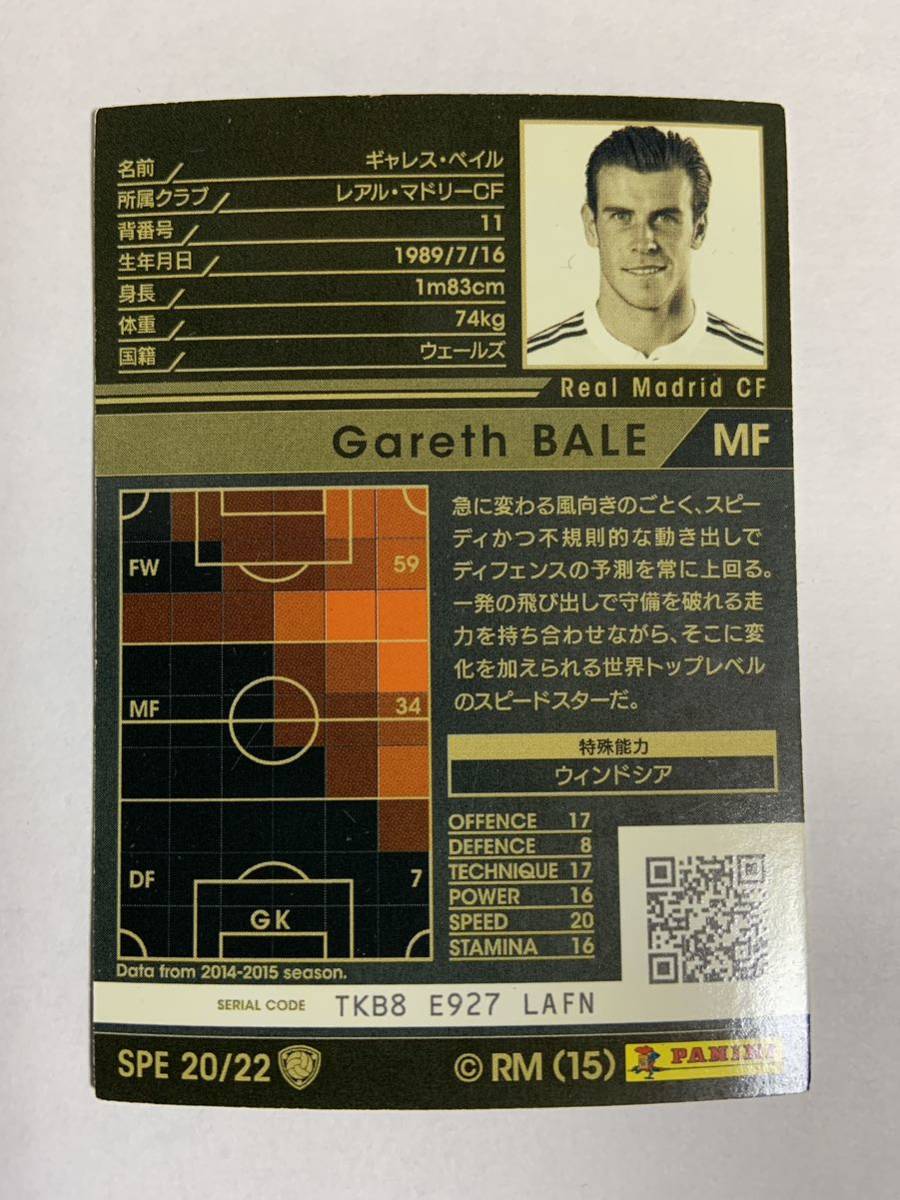 名前 ギャレス・ベイル
所属クラブ レアル・マドリーCF
背番号 11
生年月日 1989/7/16
身長 1m83cm
体重 74kg
国籍 ウェールズ
Real Madrid CF
Gareth BALE MF
FW 59
MF 34
DF 7
GK
Data from 2014-2015 season.
急に変わる風向きのごとく、スピー
ディかつ不規則的な動き出しで
ディフェンスの予測を常に上回る。
一発の飛び出しで守備を破れる走
力を持ち合わせながら、そこに変
化を加えられる世界トップレベル
のスピードスターだ。
特殊能力
ウィンドシア
OFFENCE 17
DEFENCE 8
TECHNIQUE 17
POWER 16
SPEED 20
STAMINA 16
SERIAL CODE TKB8 E927 LAFN
SPE 20/22 © RM (15) PANINI